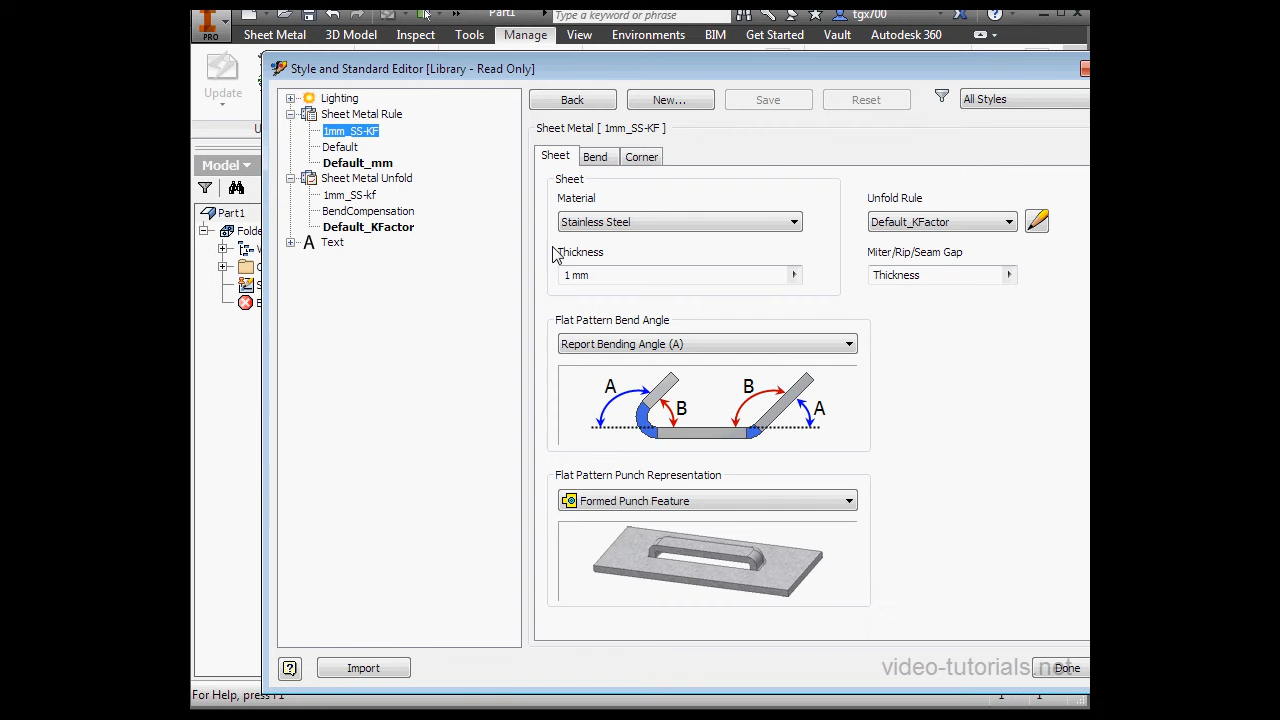 Part1
Type a keyword or phrase
tgx700
PRO
Sheet Metal
3D Model
Inspect
Tools
Manage
View
Environments
BIM
Get Started
Vault
Autodesk 360
Update
Style and Standard Editor [Library - Read Only]
Model
Part1
Folde
Lighting
Sheet Metal Rule
1mm_SS-KF
Default
Default_mm
Sheet Metal Unfold
1mm_SS-kf
BendCompensation
Default_KFactor
A Text
Back
New...
Save
Reset
All Styles
Sheet Metal [ 1mm_SS-KF ]
Sheet
Bend
Corner
Sheet
Material
Stainless Steel
Thickness
1 mm
Unfold Rule
Default_KFactor
Miter/Rip/Seam Gap
Thickness
Flat Pattern Bend Angle
Report Bending Angle (A)
A
B
B
A
Flat Pattern Punch Representation
Formed Punch Feature
Import
Done
video-tutorials.net
For Help, press F1
1
1